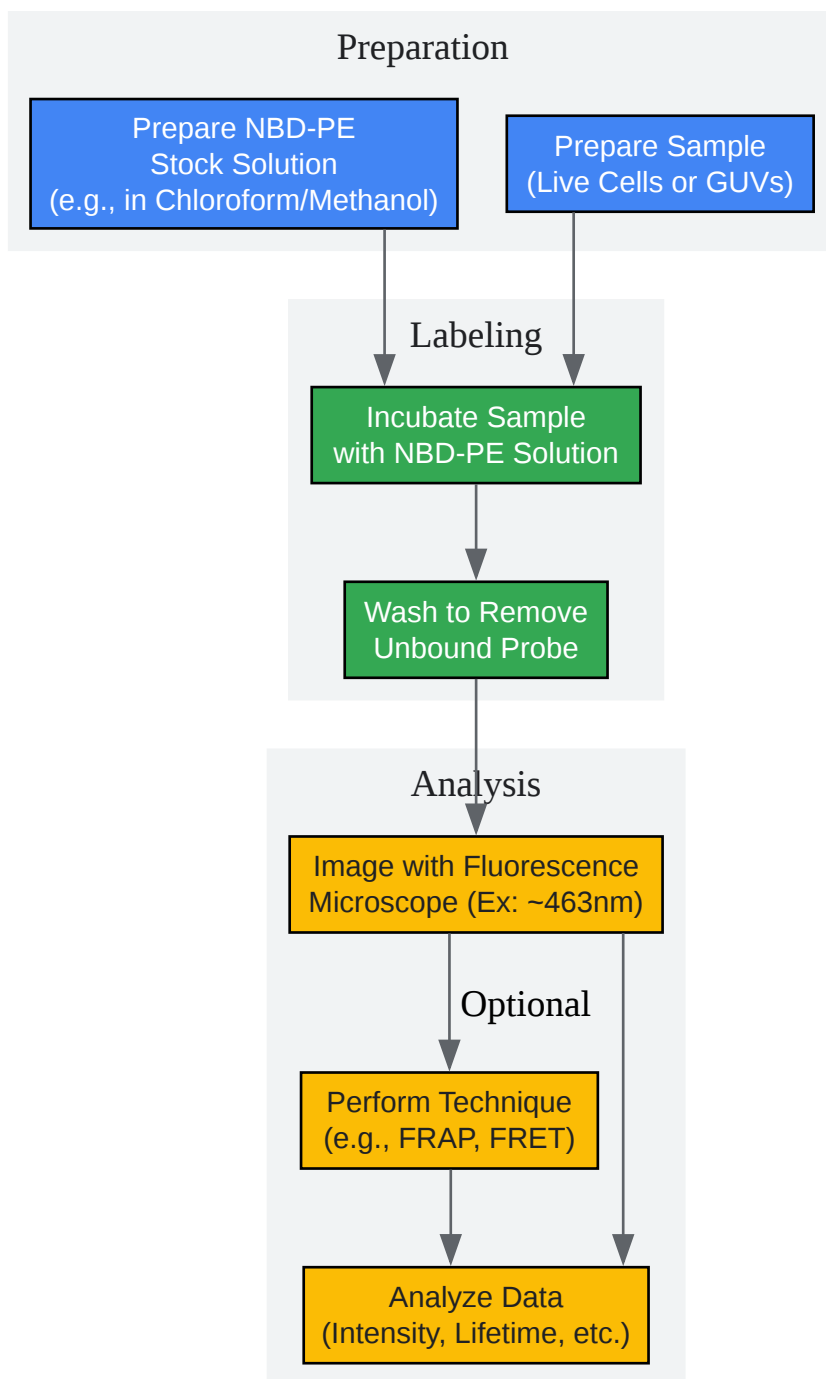 Preparation
Prepare NBD-PE
Stock Solution
(e.g., in Chloroform/Methanol)
Prepare Sample
(Live Cells or GUVs)
Labeling
Incubate Sample
with NBD-PE Solution
Wash to Remove
Unbound Probe
Analysis
Image with Fluorescence
Microscope (Ex: ~463nm)
Optional
Perform Technique
(e.g., FRAP, FRET)
Analyze Data
(Intensity, Lifetime, etc.)